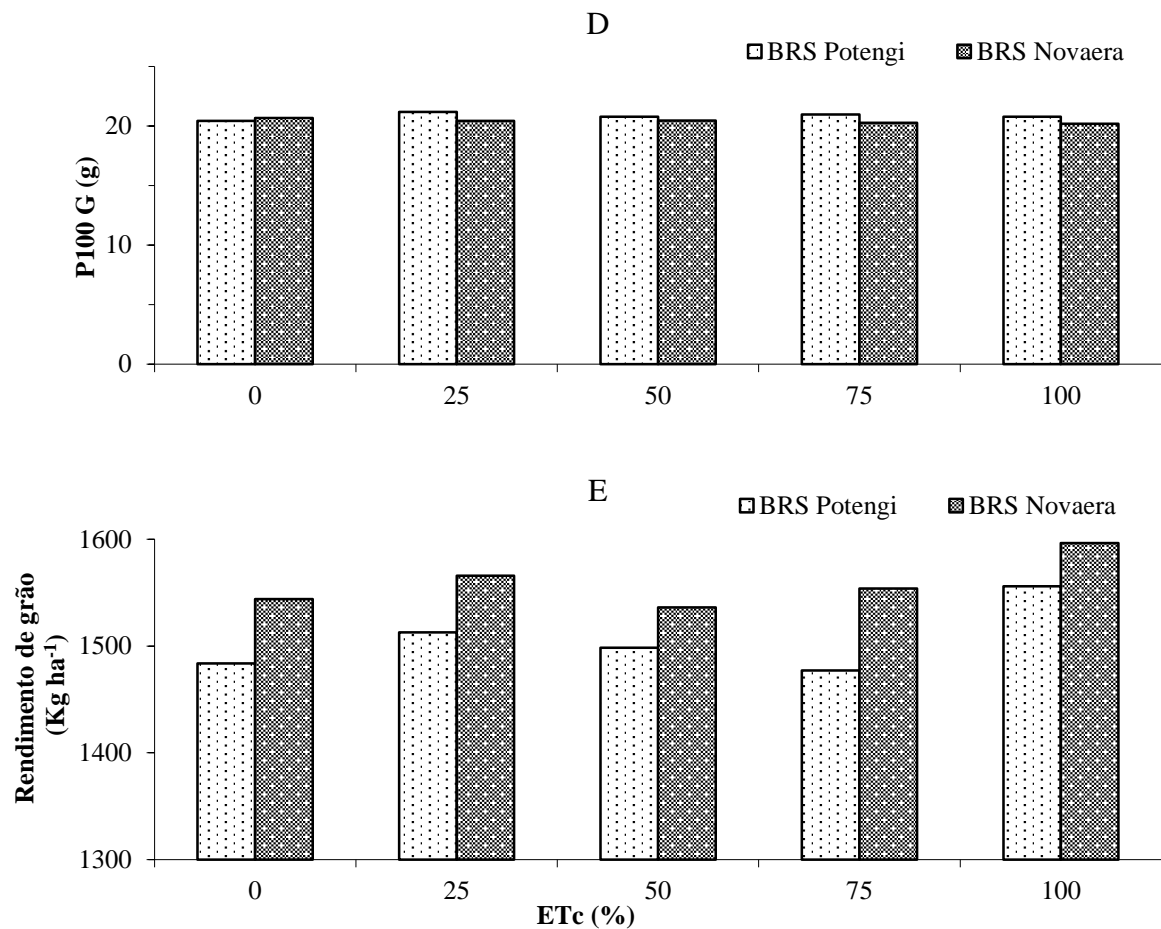 D
BRS Potengi BRS Novaera
P100 G (g)
20
10
0
0 25 50 75 100
E
BRS Potengi BRS Novaera
Rendimento de grão
(Kg ha-1)
1600
1500
1400
1300
0 25 50 75 100
ETc (%)